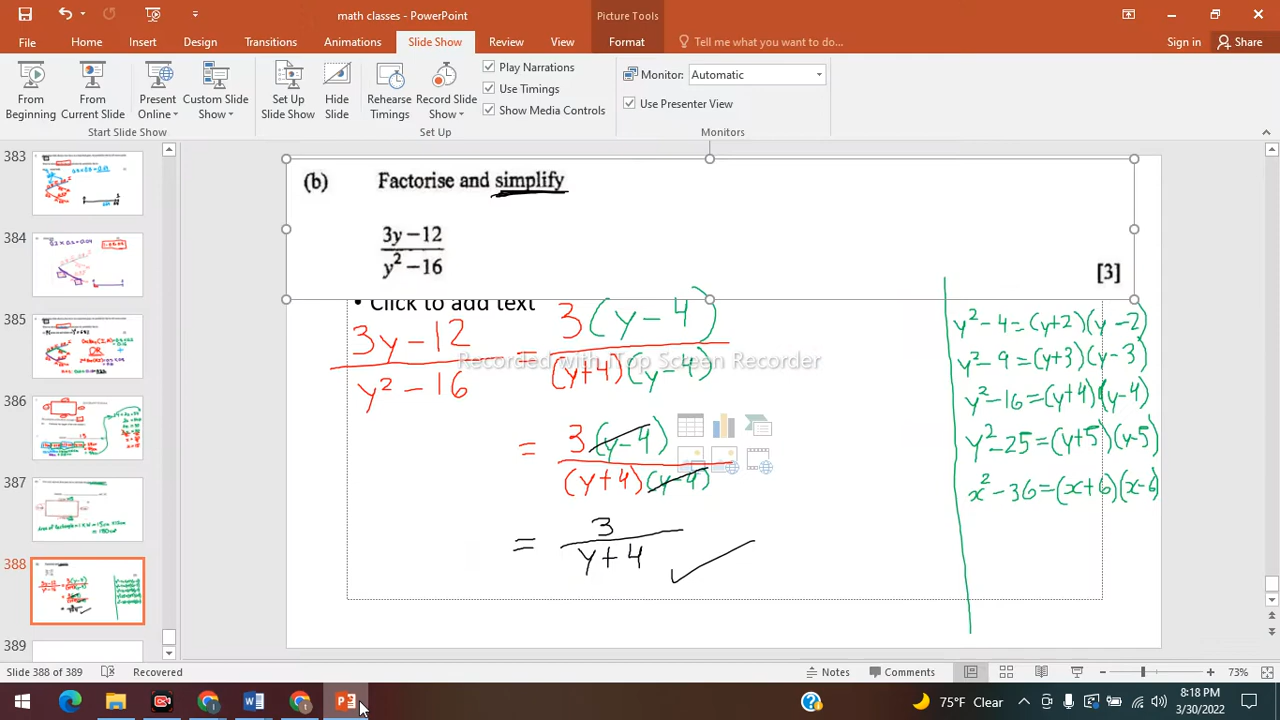 math classes - PowerPoint
Picture Tools
File Home Insert Design Transitions Animations Slide Show Review View Format Tell me what you want to do... Sign in Share
From Beginning
From Current Slide
Present Online
Custom Slide Show
Start Slide Show
Set Up Slide Show
Hide Slide
Rehearse Timings
Record Slide Show
Play Narrations
Use Timings
Show Media Controls
Set Up
Monitor: Automatic
Use Presenter View
Monitors
383
384
385
386
387
388
389
(b) Factorise and simplify
3y – 12
y² – 16
[3]
• Click to add text
3y – 12 = 3(y – 4)
y² – 16 (y+4)(y–4)
Recorded with iTop Screen Recorder
= 3(y–4)
(y+4)(y–4)
= 3
y+4
y² – 4 = (y+2)(y–2)
y² – 9 = (y+3)(y–3)
y² – 16 = (y+4)(y–4)
y² – 25 = (y+5)(y–5)
x² – 36 = (x+6)(x–6)
Slide 388 of 389 Recovered Notes Comments 73%
75°F Clear 8:18 PM
3/30/2022